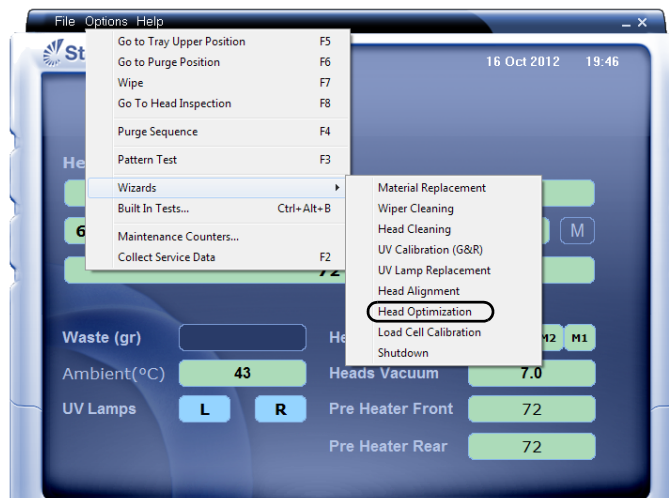 File Options Help
St
16 Oct 2012 19:46
Go to Tray Upper Position F5
Go to Purge Position F6
Wipe F7
Go To Head Inspection F8
Purge Sequence F4
Pattern Test F3
Wizards
Built In Tests... Ctrl+Alt+B
Maintenance Counters...
Collect Service Data F2
Material Replacement
Wiper Cleaning
Head Cleaning
UV Calibration (G&R)
UV Lamp Replacement
Head Alignment
Head Optimization
Load Cell Calibration
Shutdown
He
6
M
72
Waste (gr)
He
M2 M1
Ambient(°C) 43
Heads Vacuum 7.0
UV Lamps L R
Pre Heater Front 72
Pre Heater Rear 72